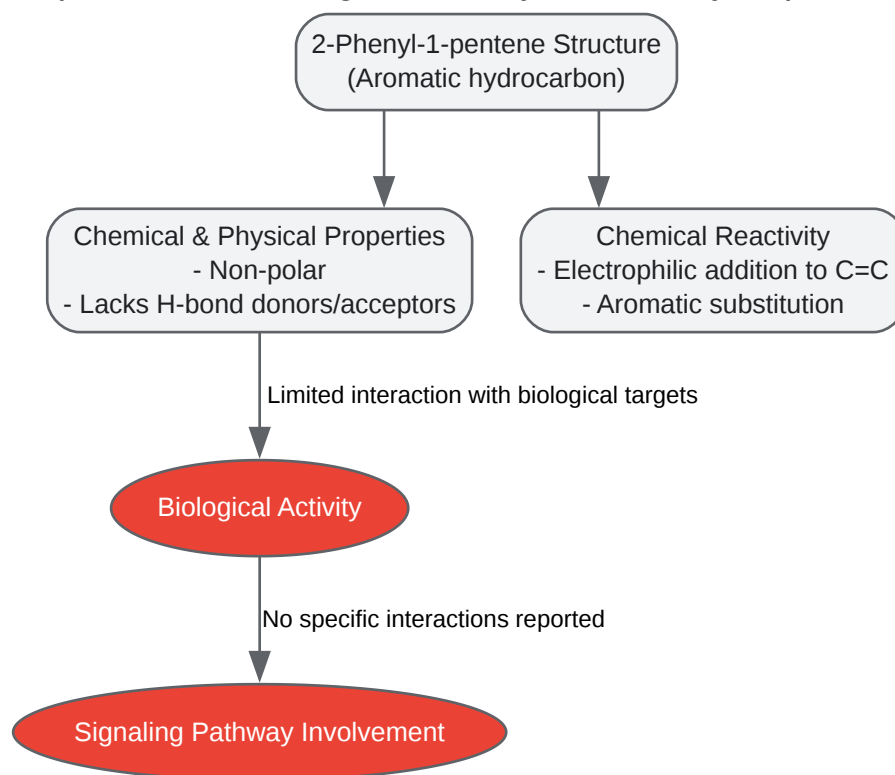 2-Phenyl-1-pentene Structure
(Aromatic hydrocarbon)
Chemical & Physical Properties
- Non-polar
- Lacks H-bond donors/acceptors
Chemical Reactivity
- Electrophilic addition to C=C
- Aromatic substitution
Limited interaction with biological targets
Biological Activity
No specific interactions reported
Signaling Pathway Involvement